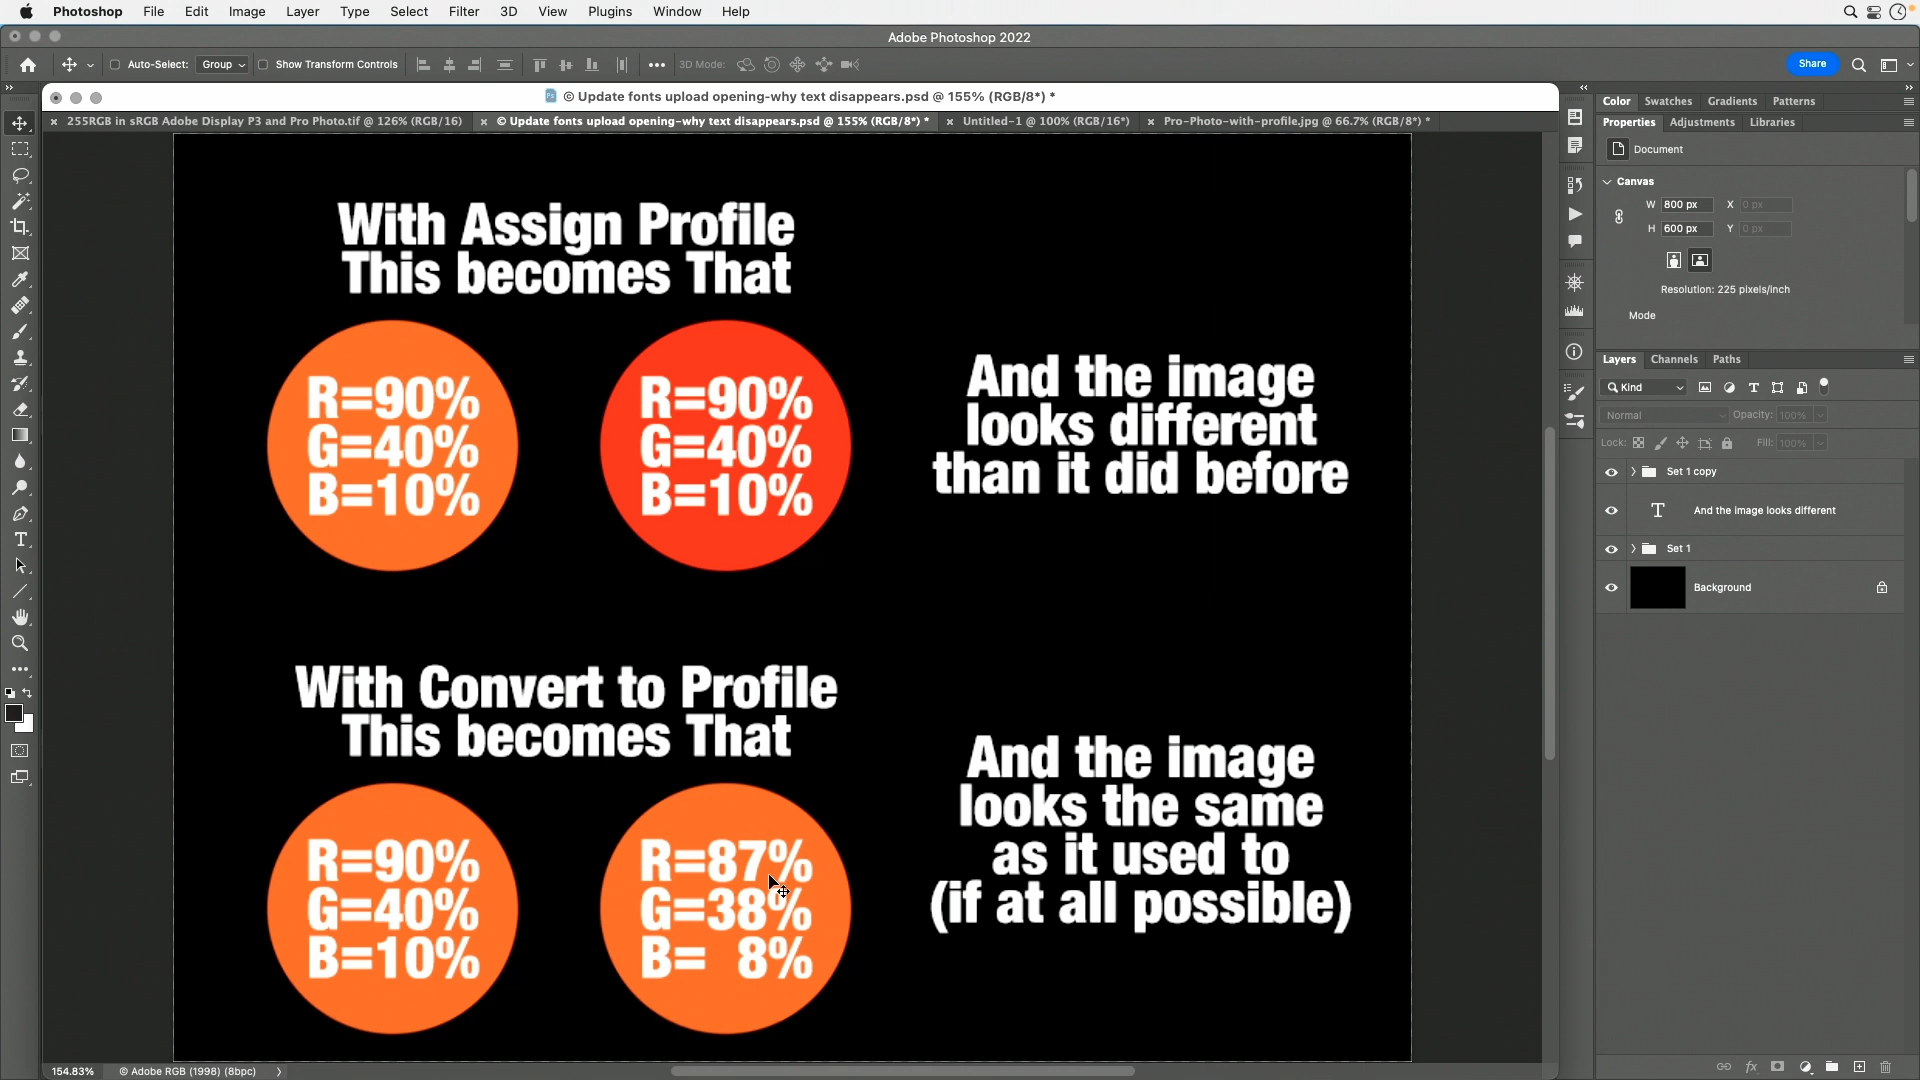 Photoshop File Edit Image Layer Type Select Filter 3D View Plugins Window Help
Adobe Photoshop 2022
Auto-Select: Group Show Transform Controls 3D Mode: Share
© Update fonts upload opening-why text disappears.psd @ 155% (RGB/8*) *
255RGB in sRGB Adobe Display P3 and Pro Photo.tif @ 126% (RGB/16) © Update fonts upload opening-why text disappears.psd @ 155% (RGB/8*) * Untitled-1 @ 100% (RGB/16*) Pro-Photo-with-profile.jpg @ 66.7% (RGB/8*) *
With Assign Profile
This becomes That
R=90%
G=40%
B=10%
R=90%
G=40%
B=10%
And the image
looks different
than it did before
With Convert to Profile
This becomes That
R=90%
G=40%
B=10%
R=87%
G=38%
B= 8%
And the image
looks the same
as it used to
(if at all possible)
154.83% © Adobe RGB (1998) (8bpc)
Color Swatches Gradients Patterns
Properties Adjustments Libraries
Document
Canvas
W 800 px X 0 px
H 600 px Y 0 px
Resolution: 225 pixels/inch
Mode
Layers Channels Paths
Kind
Normal Opacity: 100%
Lock: Fill: 100%
Set 1 copy
And the image looks different
Set 1
Background